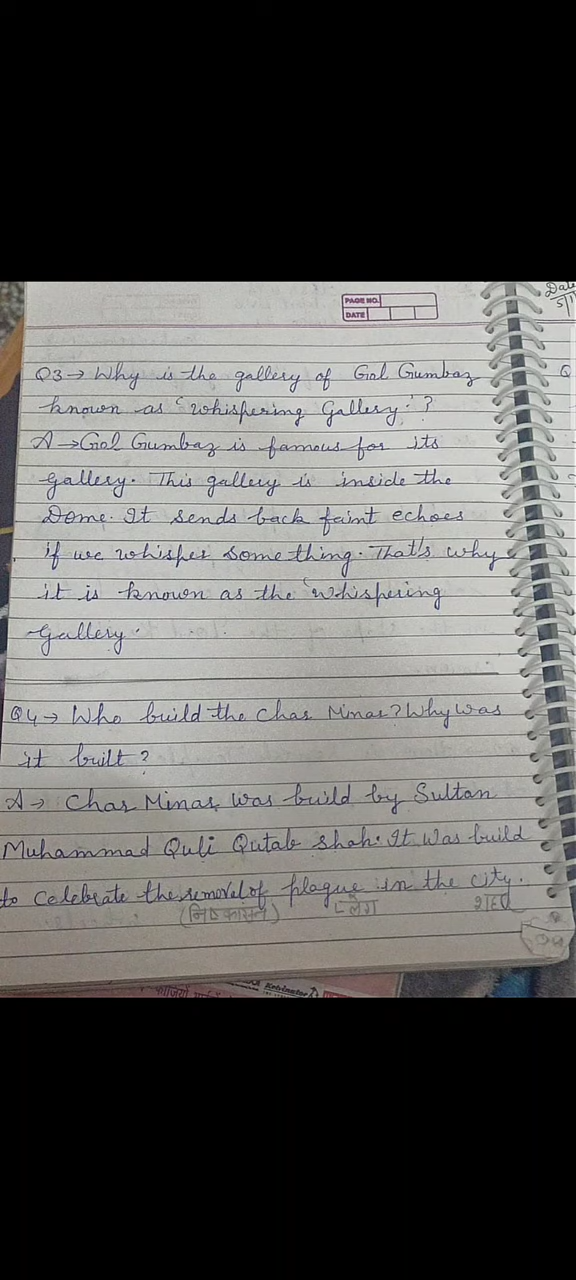 PAGE NO.
DATE
Date
5/1
Q3→ Why is the gallery of Gol Gumbaz
known as 'whispering Gallery'?
A→Gol Gumbaz is famous for its
Gallery. This gallery is inside the
Dome. It sends back faint echoes
if we whisper something. That's why
it is known as the 'whispering
Gallery'.
Q4→ Who build the Char Minar? Why was
it built?
A→ Char Minar was build by Sultan
Muhammad Quli Qutab Shah. It was build
to celebrate the removal of plague in the city.
(निष्कासन) प्लेग शहर
Q
Kelvinator